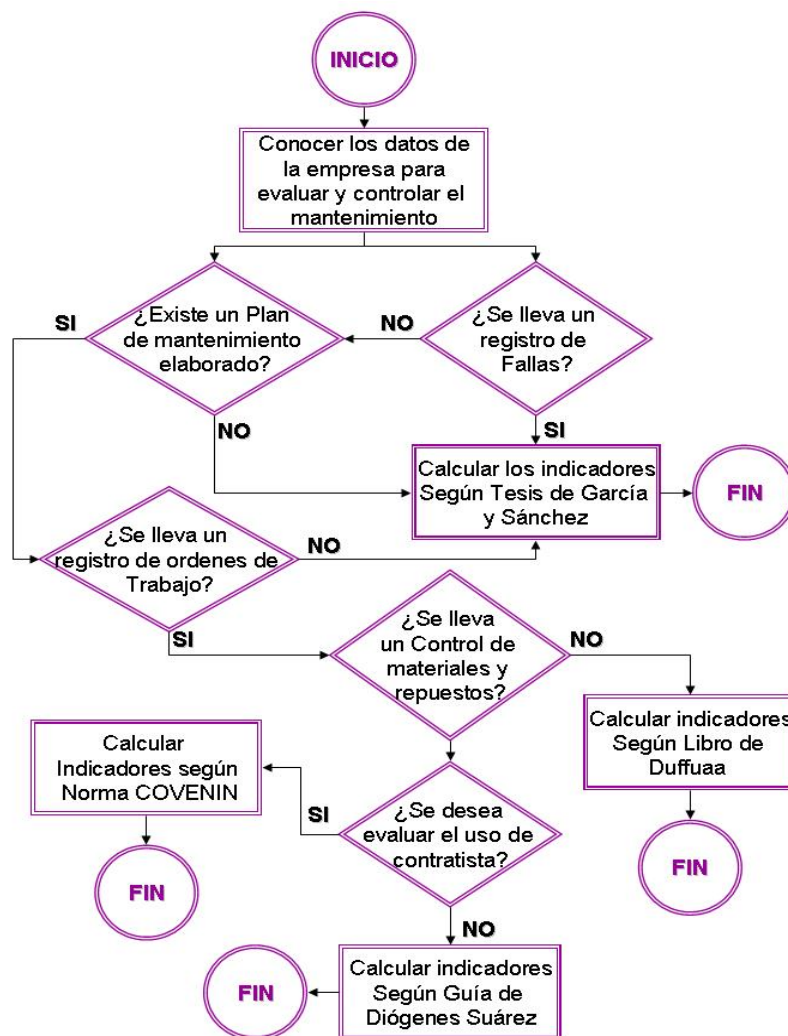 INICIO
Conocer los datos de
la empresa para
evaluar y controlar el
mantenimiento
¿Existe un Plan
de mantenimiento
elaborado?
SI
NO
NO
¿Se lleva un
registro de
Fallas?
SI
Calcular los indicadores
Según Tesis de García
y Sánchez
FIN
¿Se lleva un
registro de ordenes de
Trabajo?
NO
SI
¿Se lleva
un Control de
materiales y
repuestos?
NO
Calcular indicadores
Según Libro de
Duffuaa
FIN
¿Se desea
evaluar el uso de
contratista?
SI
Calcular
Indicadores según
Norma COVENIN
FIN
NO
Calcular indicadores
Según Guía de
Diógenes Suárez
FIN